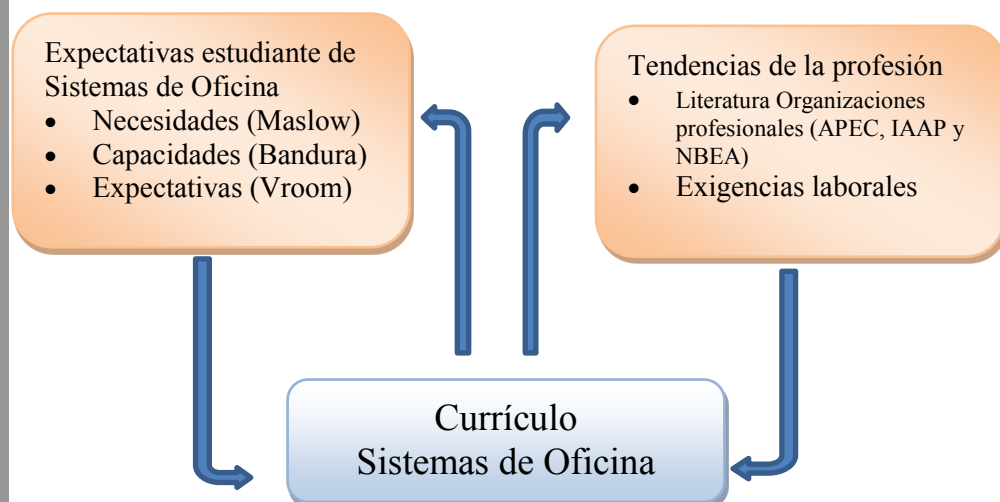 Expectativas estudiante de
Sistemas de Oficina
• Necesidades (Maslow)
• Capacidades (Bandura)
• Expectativas (Vroom)
Tendencias de la profesión
• Literatura Organizaciones
profesionales (APEC, IAAP y
NBEA)
• Exigencias laborales
Currículo
Sistemas de Oficina